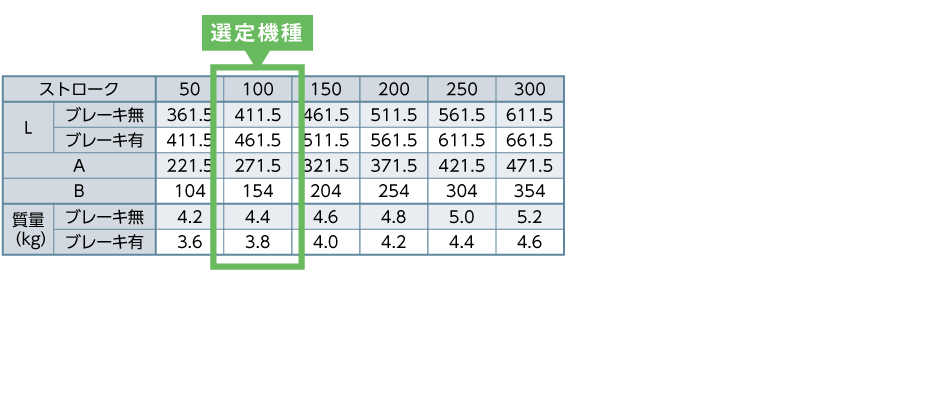 選定機種
ストローク 50 100 150 200 250 300
L ブレーキ無 361.5 411.5 461.5 511.5 561.5 611.5
ブレーキ有 411.5 461.5 511.5 561.5 611.5 661.5
A 221.5 271.5 321.5 371.5 421.5 471.5
B 104 154 204 254 304 354
質量 (kg) ブレーキ無 4.2 4.4 4.6 4.8 5.0 5.2
ブレーキ有 3.6 3.8 4.0 4.2 4.4 4.6